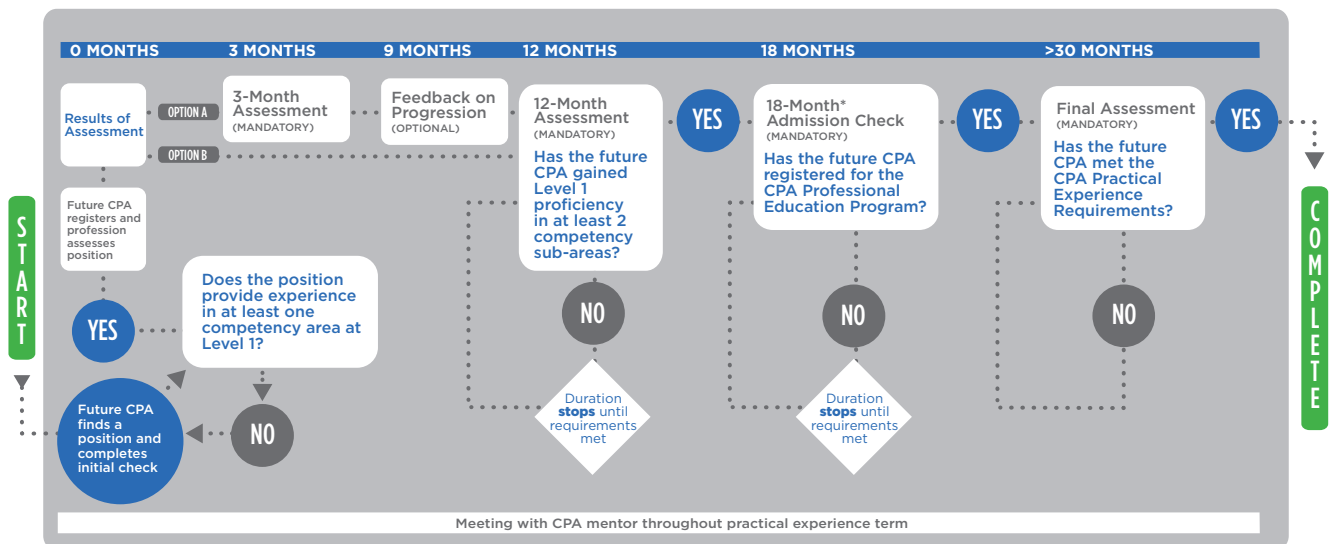 0 MONTHS
3 MONTHS
9 MONTHS
12 MONTHS
18 MONTHS
>30 MONTHS
START
Results of
Assessment
OPTION A
OPTION B
3-Month
Assessment
(MANDATORY)
Feedback on
Progression
(OPTIONAL)
12-Month
Assessment
(MANDATORY)
Has the future
CPA gained
Level 1
proficiency
in at least 2
competency
sub-areas?
YES
18-Month*
Admission Check
(MANDATORY)
Has the future CPA
registered for the
CPA Professional
Education Program?
YES
Final Assessment
(MANDATORY)
Has the future
CPA met the
CPA Practical
Experience
Requirements?
YES
COMPLETE
Future CPA
registers and
profession
assesses
position
YES
Does the position
provide experience
in at least one
competency area at
Level 1?
NO
Future CPA
finds a
position and
completes
initial check
NO
Duration
stops until
requirements
met
NO
Duration
stops until
requirements
met
NO
Meeting with CPA mentor throughout practical experience term